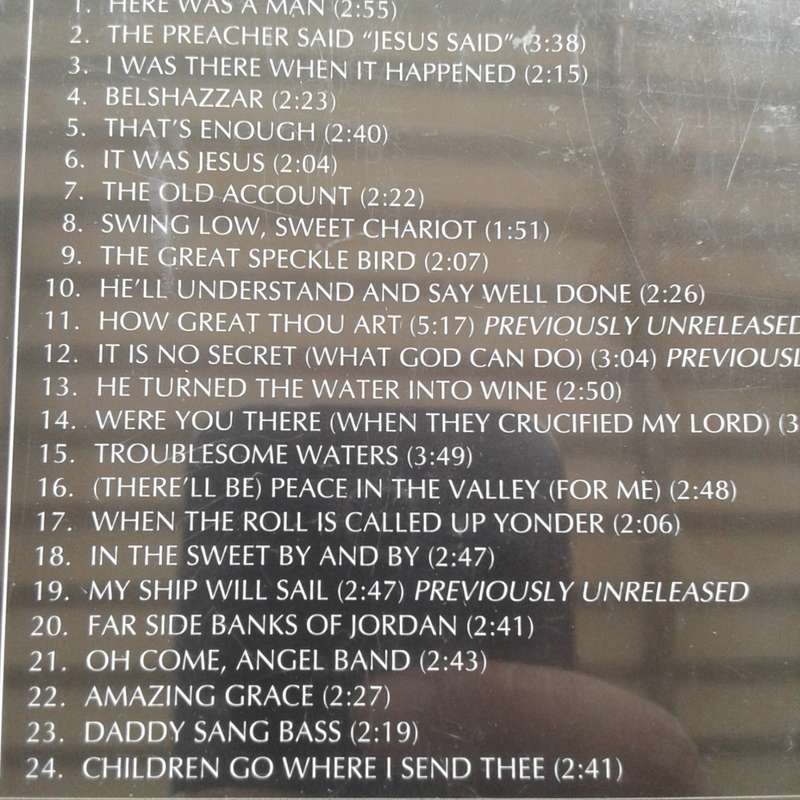 1. HERE WAS A MAN (2:55)
2. THE PREACHER SAID "JESUS SAID" (3:38)
3. I WAS THERE WHEN IT HAPPENED (2:15)
4. BELSHAZZAR (2:23)
5. THAT'S ENOUGH (2:40)
6. IT WAS JESUS (2:04)
7. THE OLD ACCOUNT (2:22)
8. SWING LOW, SWEET CHARIOT (1:51)
9. THE GREAT SPECKLE BIRD (2:07)
10. HE'LL UNDERSTAND AND SAY WELL DONE (2:26)
11. HOW GREAT THOU ART (5:17) PREVIOUSLY UNRELEASED
12. IT IS NO SECRET (WHAT GOD CAN DO) (3:04)
13. HE TURNED THE WATER INTO WINE (2:50)
14. WERE YOU THERE (WHEN THEY CRUCIFIED MY LORD)
15. TROUBLESOME WATERS (3:49)
16. (THERE'LL BE) PEACE IN THE VALLEY (FOR ME) (2:48)
17. WHEN THE ROLL IS CALLED UP YONDER (2:06)
18. IN THE SWEET BY AND BY (2:47)
19. MY SHIP WILL SAIL (2:47) PREVIOUSLY UNRELEASED
20. FAR SIDE BANKS OF JORDAN (2:41)
21. OH COME, ANGEL BAND (2:43)
22. AMAZING GRACE (2:27)
23. DADDY SANG BASS (2:19)
24. CHILDREN GO WHERE I SEND THEE (2:41)